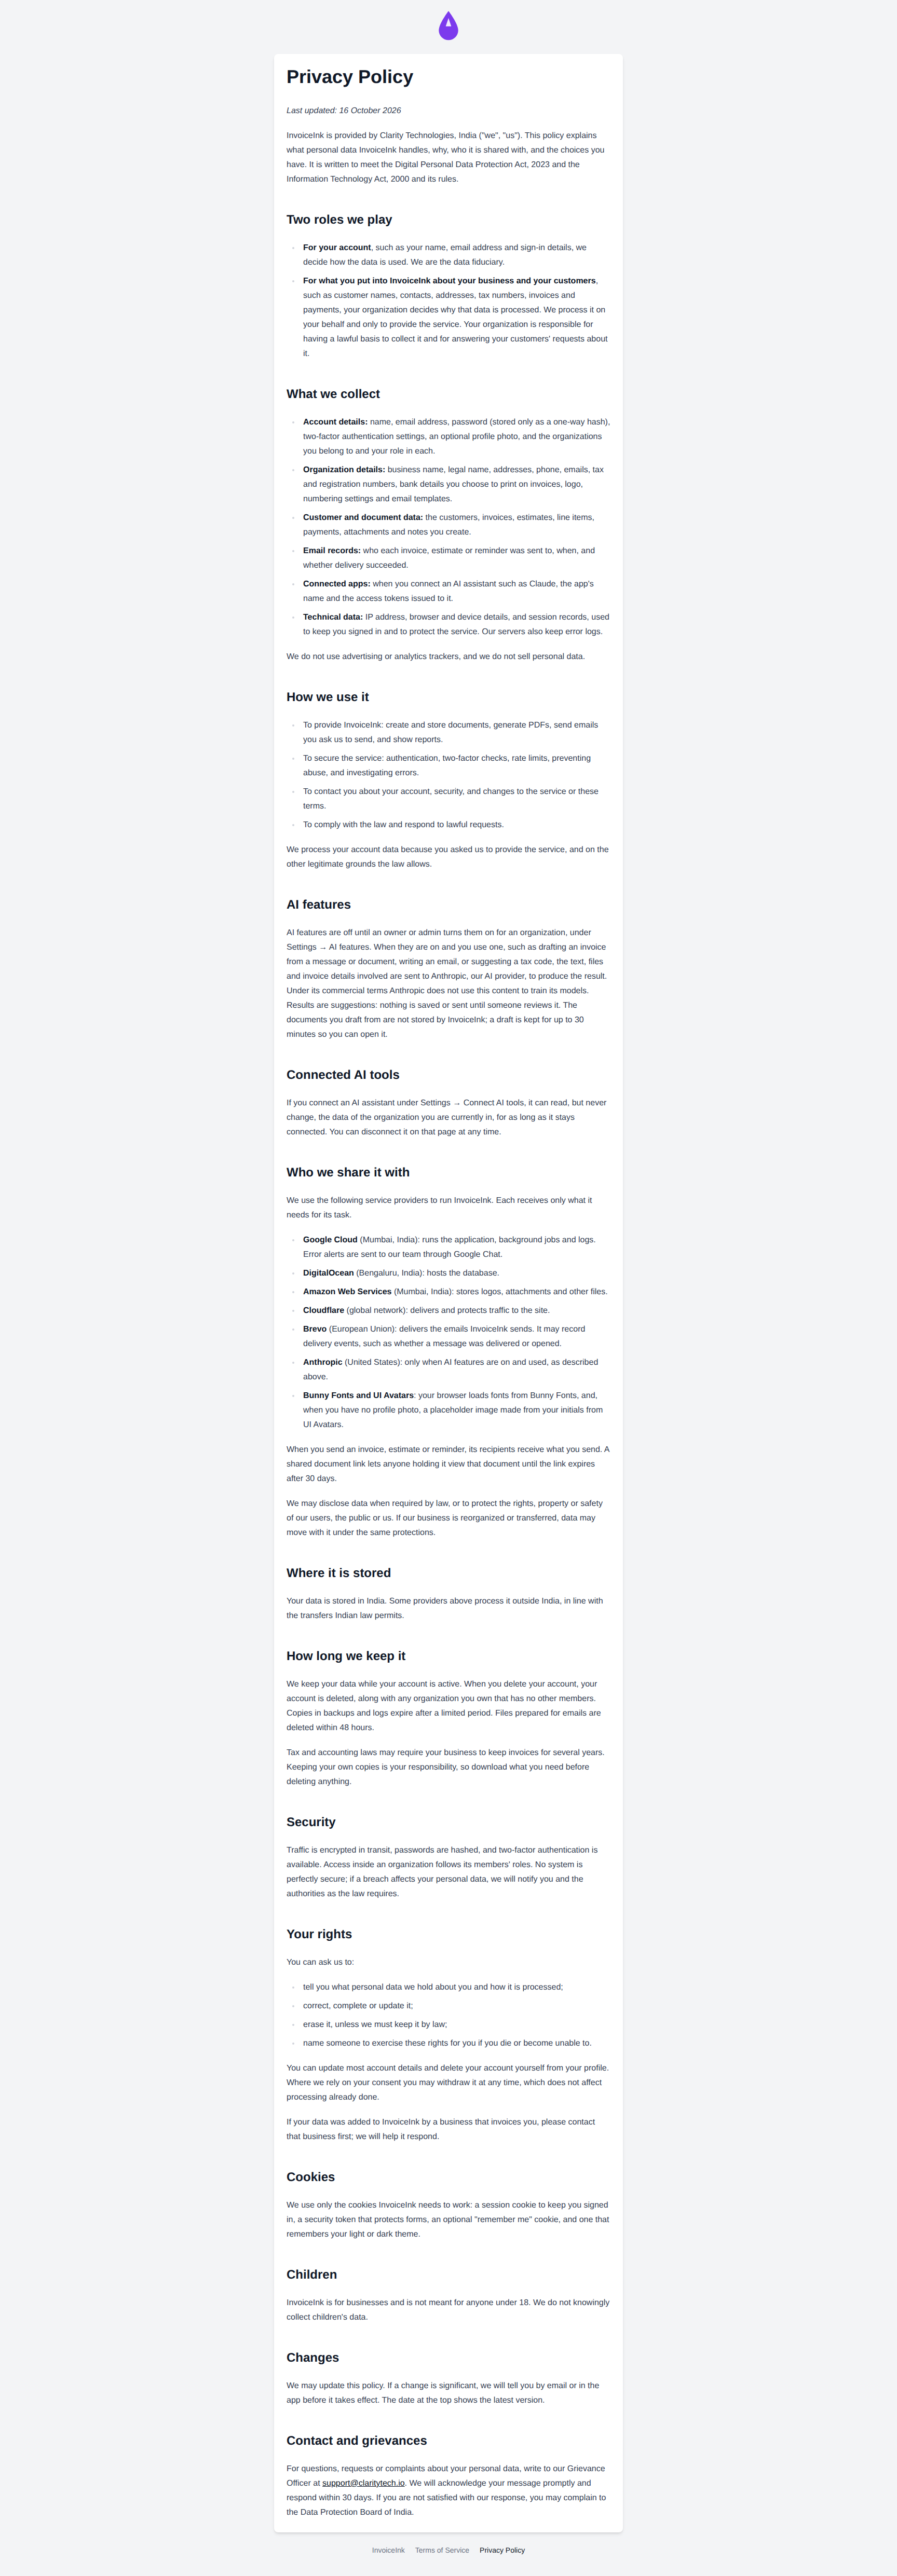 Privacy Policy
Last updated: 16 October 2026
InvoiceInk is provided by Clarity Technologies, India ("we", "us"). This policy explains
what personal data InvoiceInk handles, why, who it is shared with, and the choices you
have. It is written to meet the Digital Personal Data Protection Act, 2023 and the
Information Technology Act, 2000 and its rules.
Two roles we play
For your account, such as your name, email address and sign-in details, we
decide how the data is used. We are the data fiduciary.
For what you put into InvoiceInk about your business and your customers,
such as customer names, contacts, addresses, tax numbers, invoices and
payments, your organization decides why that data is processed. We process it on
your behalf and only to provide the service. Your organization is responsible for
having a lawful basis to collect it and for answering your customers' requests about
it.
What we collect
Account details: name, email address, password (stored only as a one-way hash),
two-factor authentication settings, an optional profile photo, and the organizations
you belong to and your role in each.
Organization details: business name, legal name, addresses, phone, emails, tax
and registration numbers, bank details you choose to print on invoices, logo,
numbering settings and email templates.
Customer and document data: the customers, invoices, estimates, line items,
payments, attachments and notes you create.
Email records: who each invoice, estimate or reminder was sent to, when, and
whether delivery succeeded.
Connected apps: when you connect an AI assistant such as Claude, the app's
name and the access tokens issued to it.
Technical data: IP address, browser and device details, and session records, used
to keep you signed in and to protect the service. Our servers also keep error logs.
We do not use advertising or analytics trackers, and we do not sell personal data.
How we use it
To provide InvoiceInk: create and store documents, generate PDFs, send emails
you ask us to send, and show reports.
To secure the service: authentication, two-factor checks, rate limits, preventing
abuse, and investigating errors.
To contact you about your account, security, and changes to the service or these
terms.
To comply with the law and respond to lawful requests.
We process your account data because you asked us to provide the service, and on the
other legitimate grounds the law allows.
AI features
AI features are off until an owner or admin turns them on for an organization, under
Settings → AI features. When they are on and you use one, such as drafting an invoice
from a message or document, writing an email, or suggesting a tax code, the text, files
and invoice details involved are sent to Anthropic, our AI provider, to produce the result.
Under its commercial terms Anthropic does not use this content to train its models.
Results are suggestions: nothing is saved or sent until someone reviews it. The
documents you draft from are not stored by InvoiceInk; a draft is kept for up to 30
minutes so you can open it.
Connected AI tools
If you connect an AI assistant under Settings → Connect AI tools, it can read, but never
change, the data of the organization you are currently in, for as long as it stays
connected. You can disconnect it on that page at any time.
Who we share it with
We use the following service providers to run InvoiceInk. Each receives only what it
needs for its task.
Google Cloud (Mumbai, India): runs the application, background jobs and logs.
Error alerts are sent to our team through Google Chat.
DigitalOcean (Bengaluru, India): hosts the database.
Amazon Web Services (Mumbai, India): stores logos, attachments and other files.
Cloudflare (global network): delivers and protects traffic to the site.
Brevo (European Union): delivers the emails InvoiceInk sends. It may record
delivery events, such as whether a message was delivered or opened.
Anthropic (United States): only when AI features are on and used, as described
above.
Bunny Fonts and UI Avatars: your browser loads fonts from Bunny Fonts, and,
when you have no profile photo, a placeholder image made from your initials from
UI Avatars.
When you send an invoice, estimate or reminder, its recipients receive what you send. A
shared document link lets anyone holding it view that document until the link expires
after 30 days.
We may disclose data when required by law, or to protect the rights, property or safety
of our users, the public or us. If our business is reorganized or transferred, data may
move with it under the same protections.
Where it is stored
Your data is stored in India. Some providers above process it outside India, in line with
the transfers Indian law permits.
How long we keep it
We keep your data while your account is active. When you delete your account, your
account is deleted, along with any organization you own that has no other members.
Copies in backups and logs expire after a limited period. Files prepared for emails are
deleted within 48 hours.
Tax and accounting laws may require your business to keep invoices for several years.
Keeping your own copies is your responsibility, so download what you need before
deleting anything.
Security
Traffic is encrypted in transit, passwords are hashed, and two-factor authentication is
available. Access inside an organization follows its members' roles. No system is
perfectly secure; if a breach affects your personal data, we will notify you and the
authorities as the law requires.
Your rights
You can ask us to:
tell you what personal data we hold about you and how it is processed;
correct, complete or update it;
erase it, unless we must keep it by law;
name someone to exercise these rights for you if you die or become unable to.
You can update most account details and delete your account yourself from your profile.
Where we rely on your consent you may withdraw it at any time, which does not affect
processing already done.
If your data was added to InvoiceInk by a business that invoices you, please contact
that business first; we will help it respond.
Cookies
We use only the cookies InvoiceInk needs to work: a session cookie to keep you signed
in, a security token that protects forms, an optional "remember me" cookie, and one that
remembers your light or dark theme.
Children
InvoiceInk is for businesses and is not meant for anyone under 18. We do not knowingly
collect children's data.
Changes
We may update this policy. If a change is significant, we will tell you by email or in the
app before it takes effect. The date at the top shows the latest version.
Contact and grievances
For questions, requests or complaints about your personal data, write to our Grievance
Officer at support@claritytech.io. We will acknowledge your message promptly and
respond within 30 days. If you are not satisfied with our response, you may complain to
the Data Protection Board of India.
InvoiceInk Terms of Service Privacy Policy